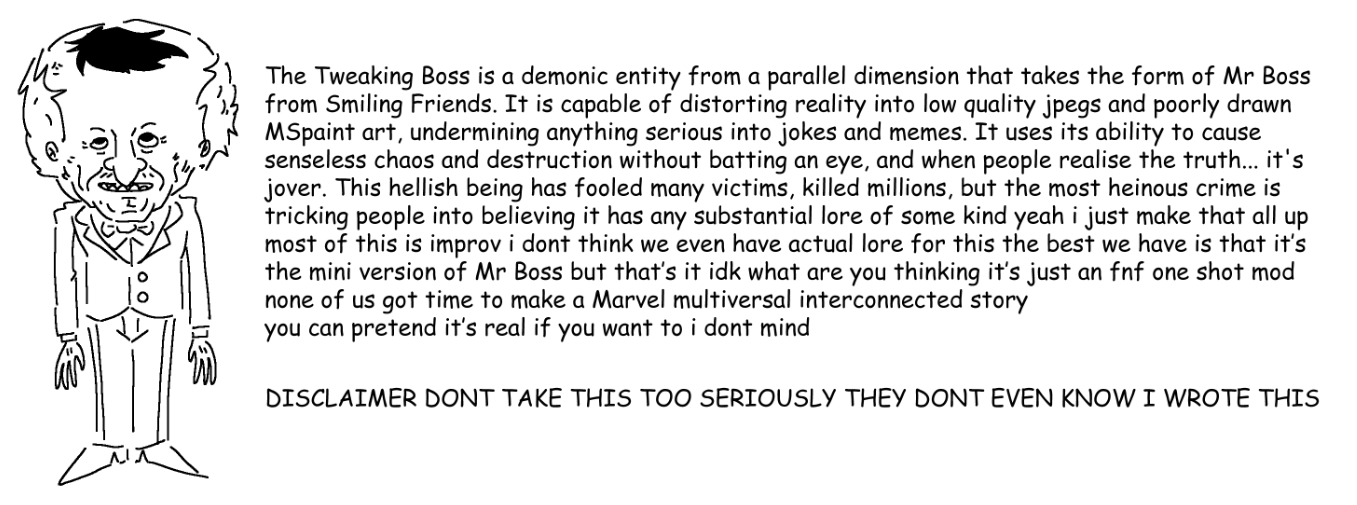 The Tweaking Boss is a demonic entity from a parallel dimension that takes the form of Mr Boss
from Smiling Friends. It is capable of distorting reality into low quality jpegs and poorly drawn
MSpaint art, undermining anything serious into jokes and memes. It uses its ability to cause
senseless chaos and destruction without batting an eye, and when people realise the truth... it's
jover. This hellish being has fooled many victims, killed millions, but the most heinous crime is
tricking people into believing it has any substantial lore of some kind yeah i just make that all up
most of this is improv i dont think we even have actual lore for this the best we have is that it’s
the mini version of Mr Boss but that’s it idk what are you thinking it’s just an fnf one shot mod
none of us got time to make a Marvel multiversal interconnected story
you can pretend it’s real if you want to i dont mind
DISCLAIMER DONT TAKE THIS TOO SERIOUSLY THEY DONT EVEN KNOW I WROTE THIS